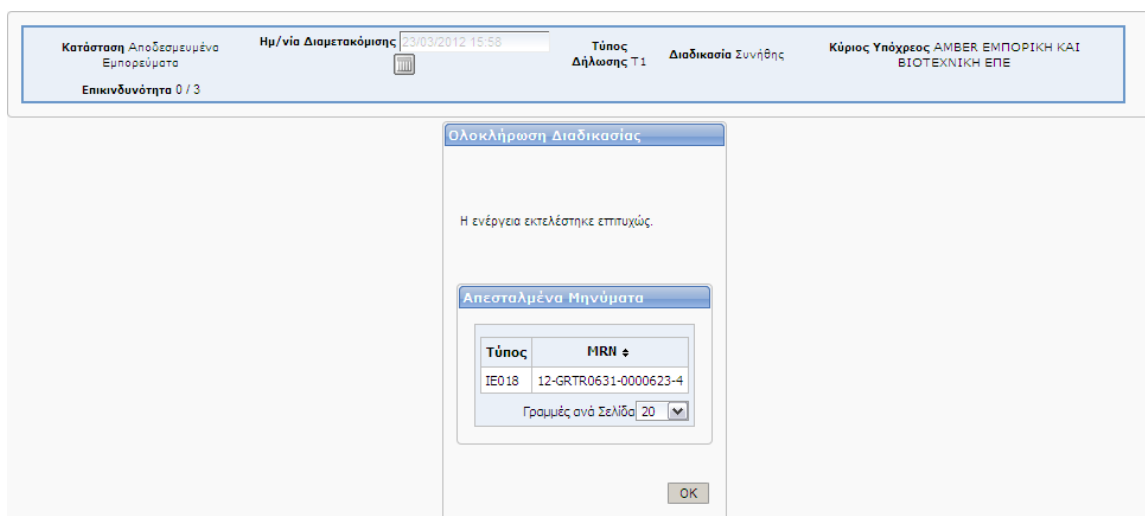 Κατάσταση Αποδεσμευμένα Εμπορεύματα
Ημ/νία Διαμετακόμισης 23/03/2012 15:58
Τύπος Δήλωσης T1
Διαδικασία Συνήθης
Κύριος Υπόχρεος AMBER ΕΜΠΟΡΙΚΗ ΚΑΙ ΒΙΟΤΕΧΝΙΚΗ ΕΠΕ
Επικινδυνότητα 0 / 3
Ολοκλήρωση Διαδικασίας
Η ενέργεια εκτελέστηκε επιτυχώς.
Απεσταλμένα Μηνύματα
Τύπος MRN
IE018 12-GRTR0631-0000623-4
Γραμμές ανά Σελίδα 20
OK